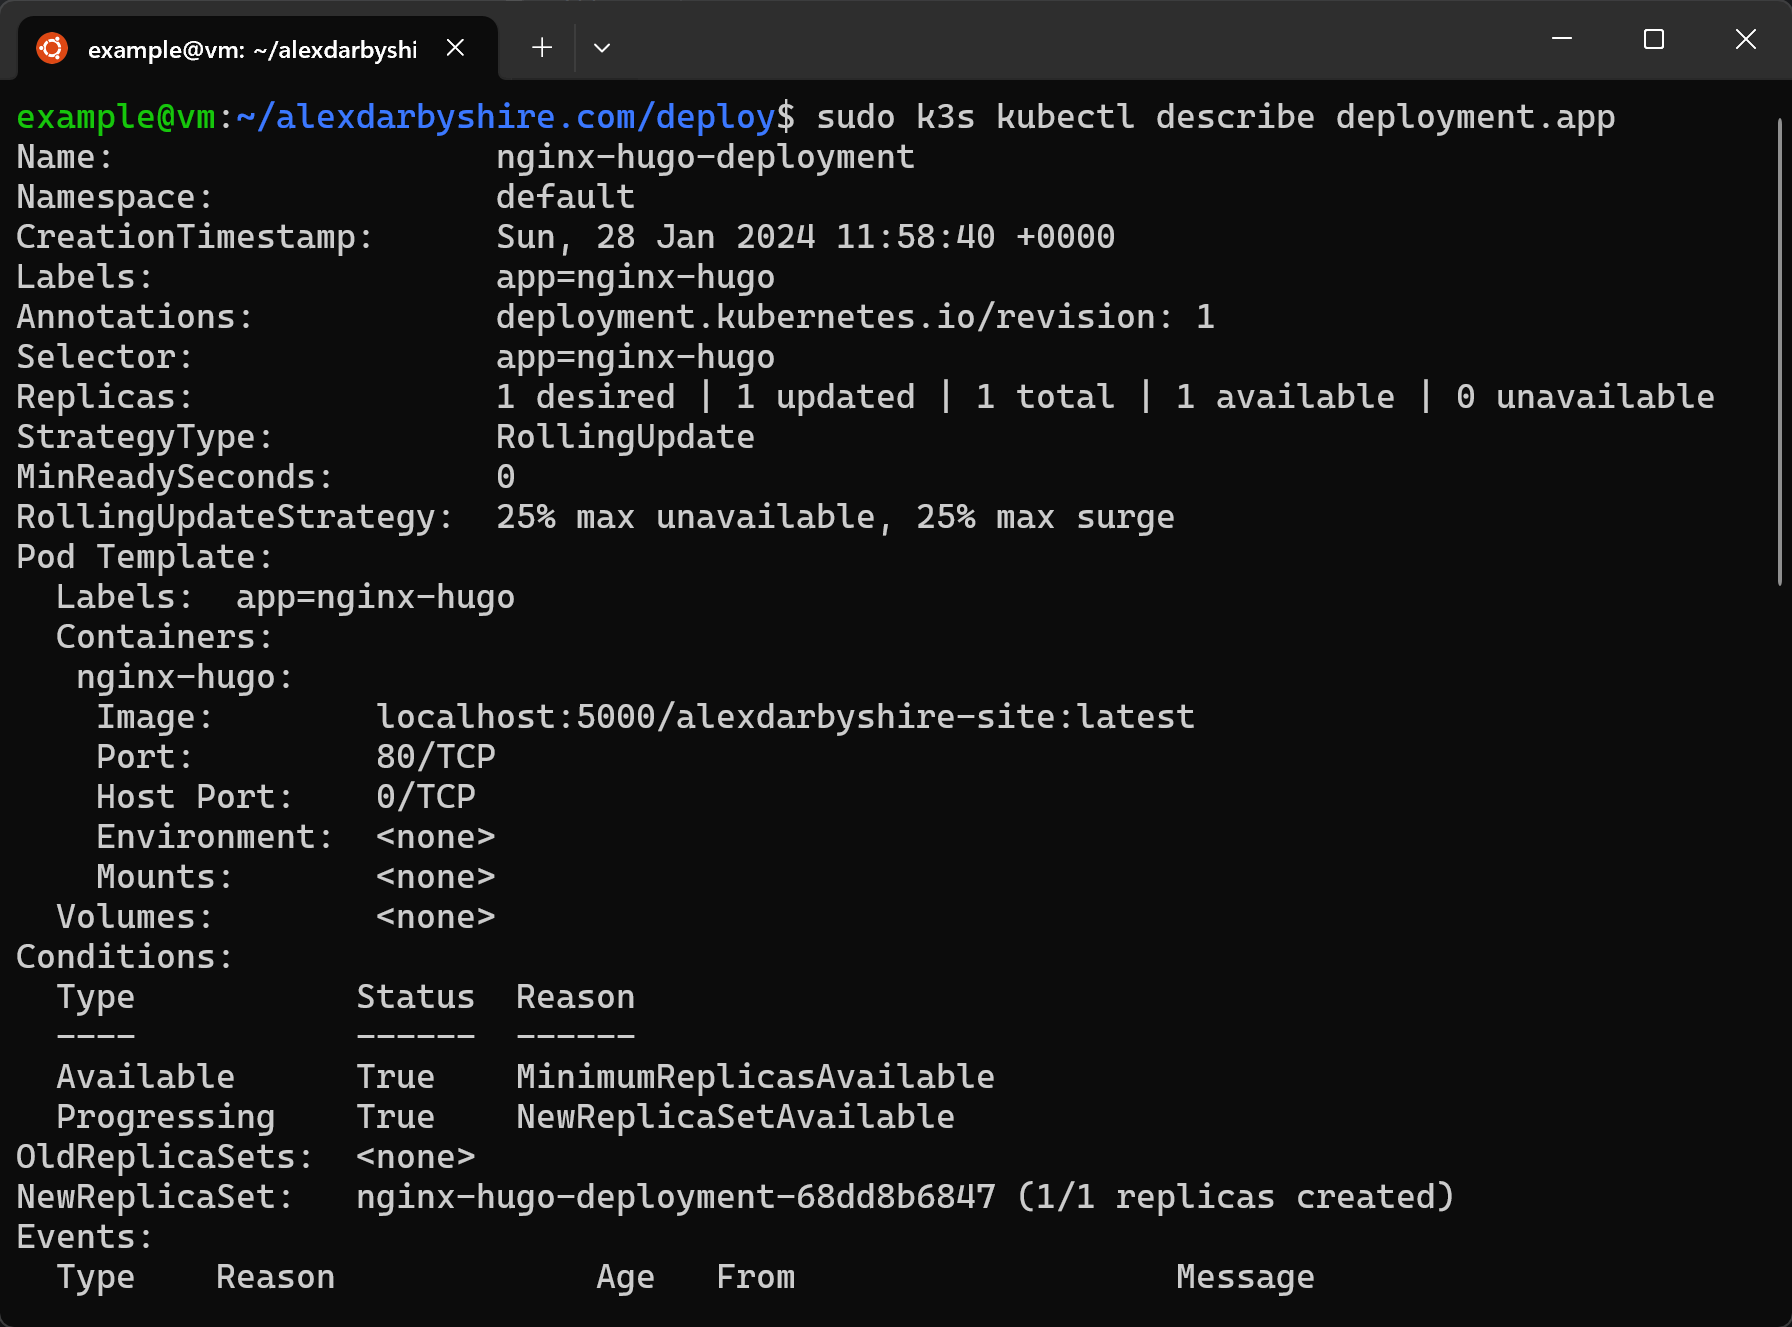 example@vm: ~/alexdarbyshi
example@vm:~/alexdarbyshire.com/deploy$ sudo k3s kubectl describe deployment.app
Name:                   nginx-hugo-deployment
Namespace:              default
CreationTimestamp:      Sun, 28 Jan 2024 11:58:40 +0000
Labels:                 app=nginx-hugo
Annotations:            deployment.kubernetes.io/revision: 1
Selector:               app=nginx-hugo
Replicas:               1 desired | 1 updated | 1 total | 1 available | 0 unavailable
StrategyType:           RollingUpdate
MinReadySeconds:        0
RollingUpdateStrategy:  25% max unavailable, 25% max surge
Pod Template:
  Labels:  app=nginx-hugo
  Containers:
   nginx-hugo:
    Image:        localhost:5000/alexdarbyshire-site:latest
    Port:         80/TCP
    Host Port:    0/TCP
    Environment:  <none>
    Mounts:       <none>
  Volumes:        <none>
Conditions:
  Type           Status  Reason
  ----           ------  ------
  Available      True    MinimumReplicasAvailable
  Progressing    True    NewReplicaSetAvailable
OldReplicaSets:  <none>
NewReplicaSet:   nginx-hugo-deployment-68dd8b6847 (1/1 replicas created)
Events:
  Type    Reason             Age   From                   Message